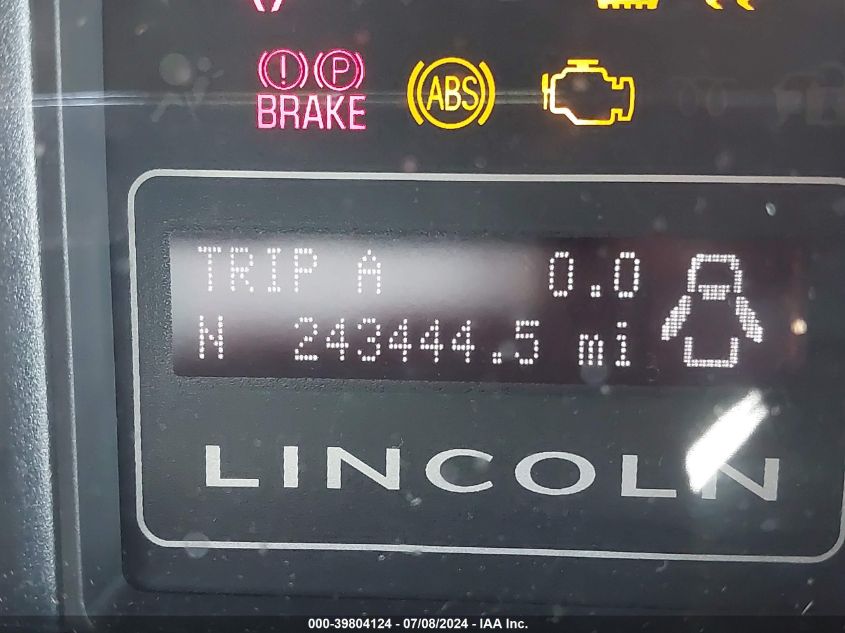 (!) (P)
BRAKE
ABS
TRIP A 0.0
N 243444.5 mi
LINCOLN
000-39804124 - 07/08/2024 - IAA Inc.